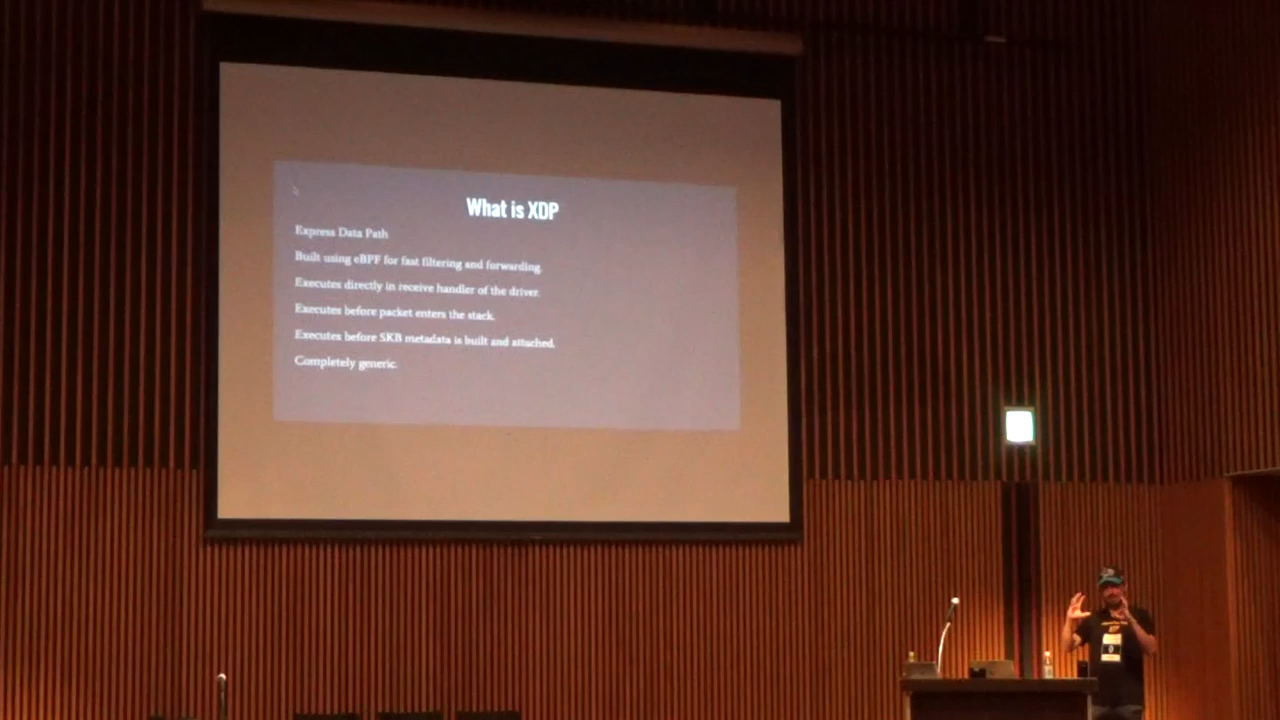 What is XDP
Express Data Path
Built using eBPF for fast filtering and forwarding.
Executes directly in receive handler of the driver.
Executes before packet enters the stack.
Executes before SKB metadata is built and attached.
Completely generic.